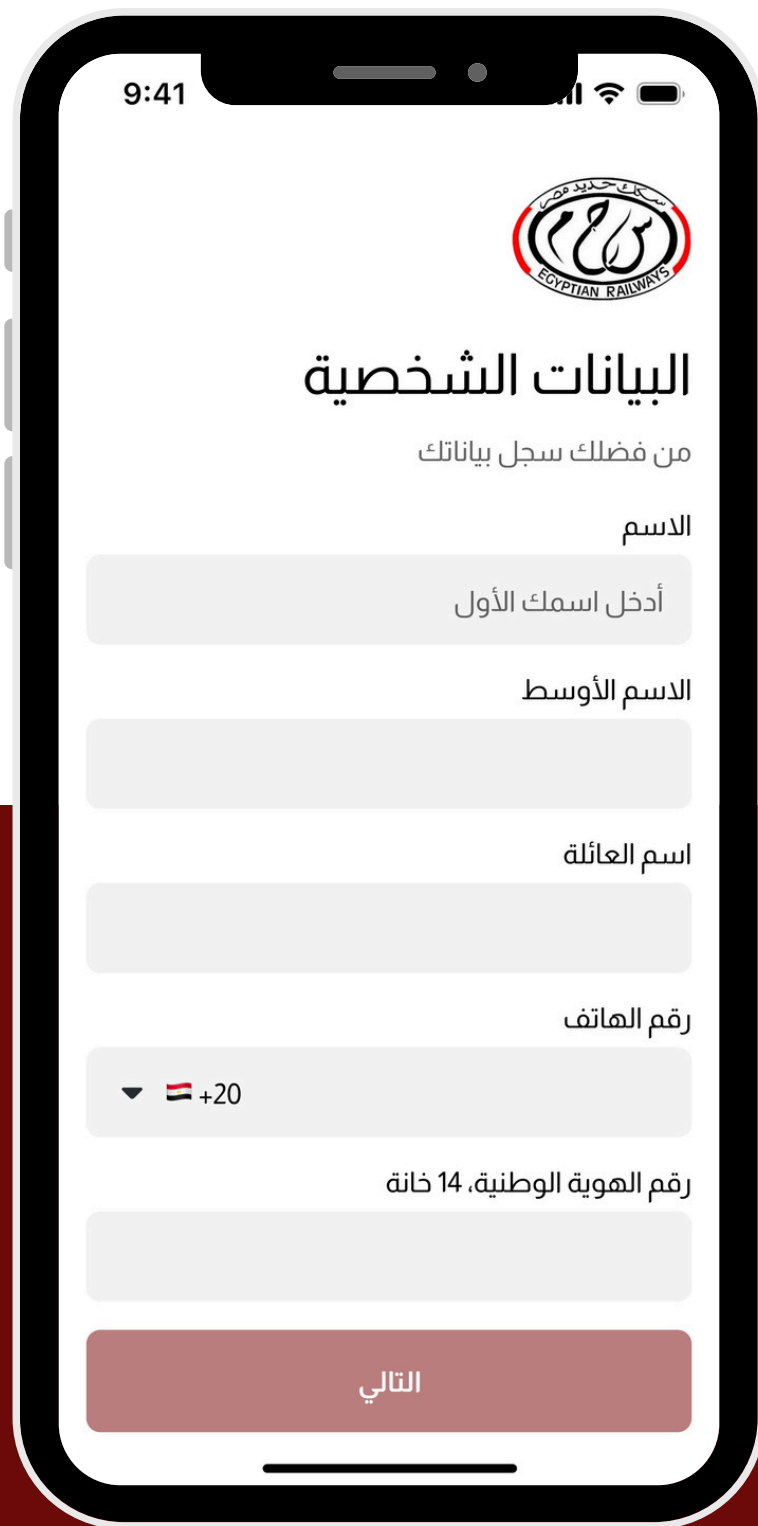 9:41
سكك حديد مصر
س ح م
EGYPTIAN RAILWAYS
البيانات الشخصية
من فضلك سجل بياناتك
الاسم
أدخل اسمك الأول
الاسم الأوسط
اسم العائلة
رقم الهاتف
+20
رقم الهوية الوطنية، 14 خانة
التالي